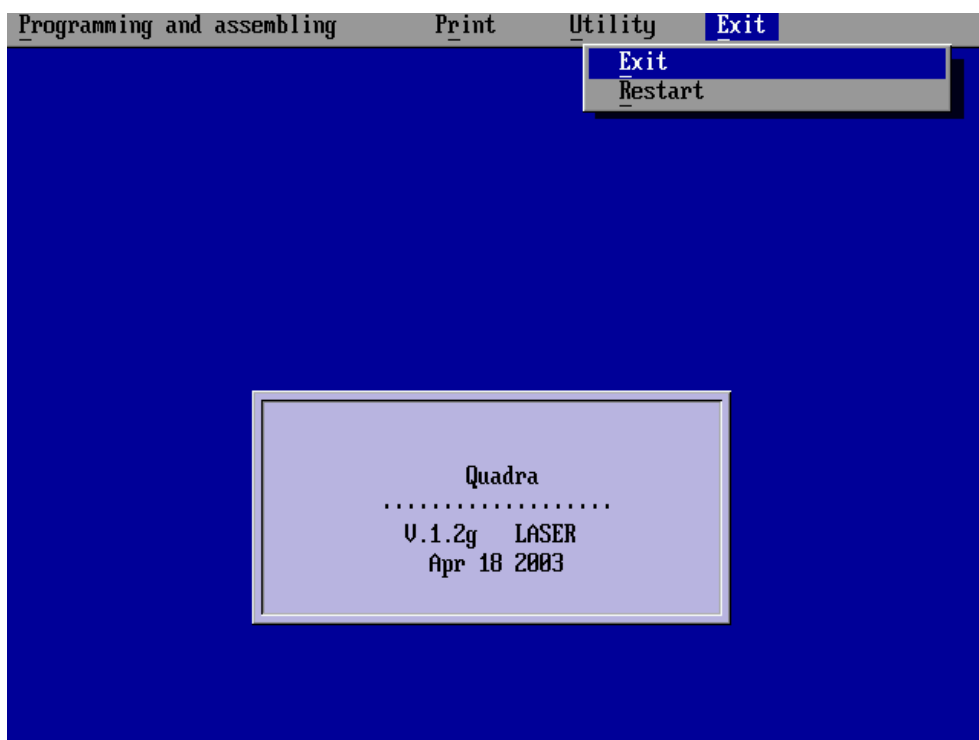 Programming and assembling Print Utility Exit
Exit
Restart
Quadra
...................
V.1.2g LASER
Apr 18 2003